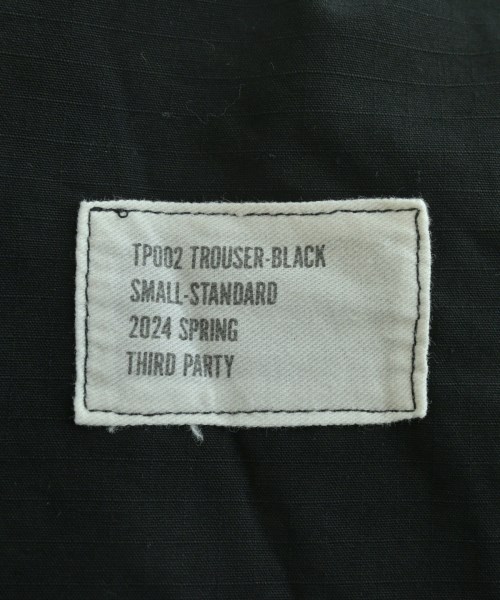 TP002 TROUSER-BLACK
SMALL-STANDARD
2024 SPRING
THIRD PARTY